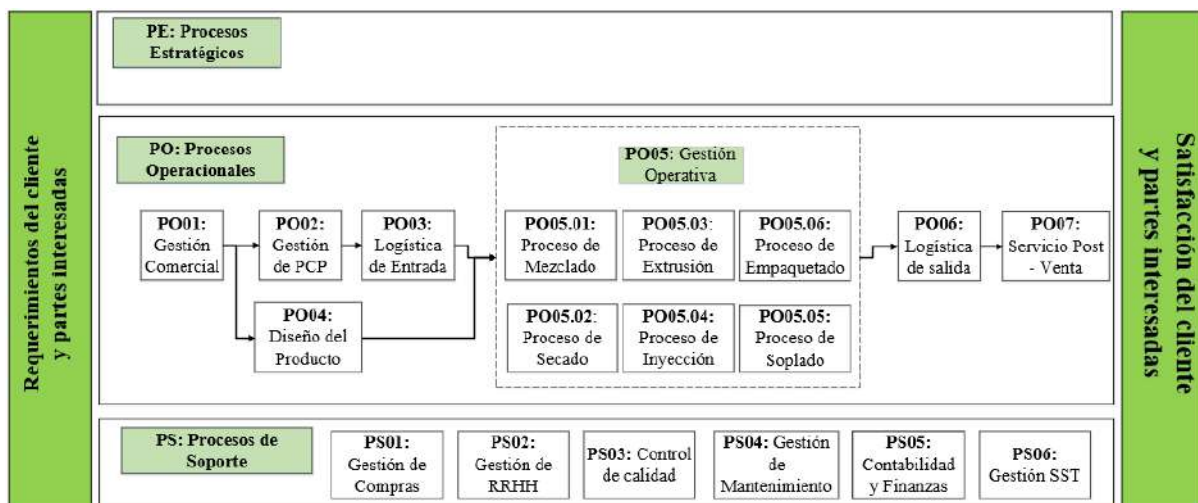 Requerimientos del cliente
y partes interesadas
PE: Procesos
Estratégicos
PO: Procesos
Operacionales
PO05: Gestión
Operativa
PO01:
Gestión
Comercial
PO02:
Gestión
de PCP
PO03:
Logística
de Entrada
PO04:
Diseño del
Producto
PO05.01:
Proceso de
Mezclado
PO05.03:
Proceso de
Extrusión
PO05.06:
Proceso de
Empaquetado
PO05.02:
Proceso de
Secado
PO05.04:
Proceso de
Inyección
PO05.05:
Proceso de
Soplado
PO06:
Logística
de salida
PO07:
Servicio Post
- Venta
PS: Procesos de
Soporte
PS01:
Gestión de
Compras
PS02:
Gestión de
RRHH
PS03: Control
de calidad
PS04: Gestión
de
Mantenimiento
PS05:
Contabilidad
y Finanzas
PS06:
Gestión SST
Satisfacción del cliente
y partes interesadas